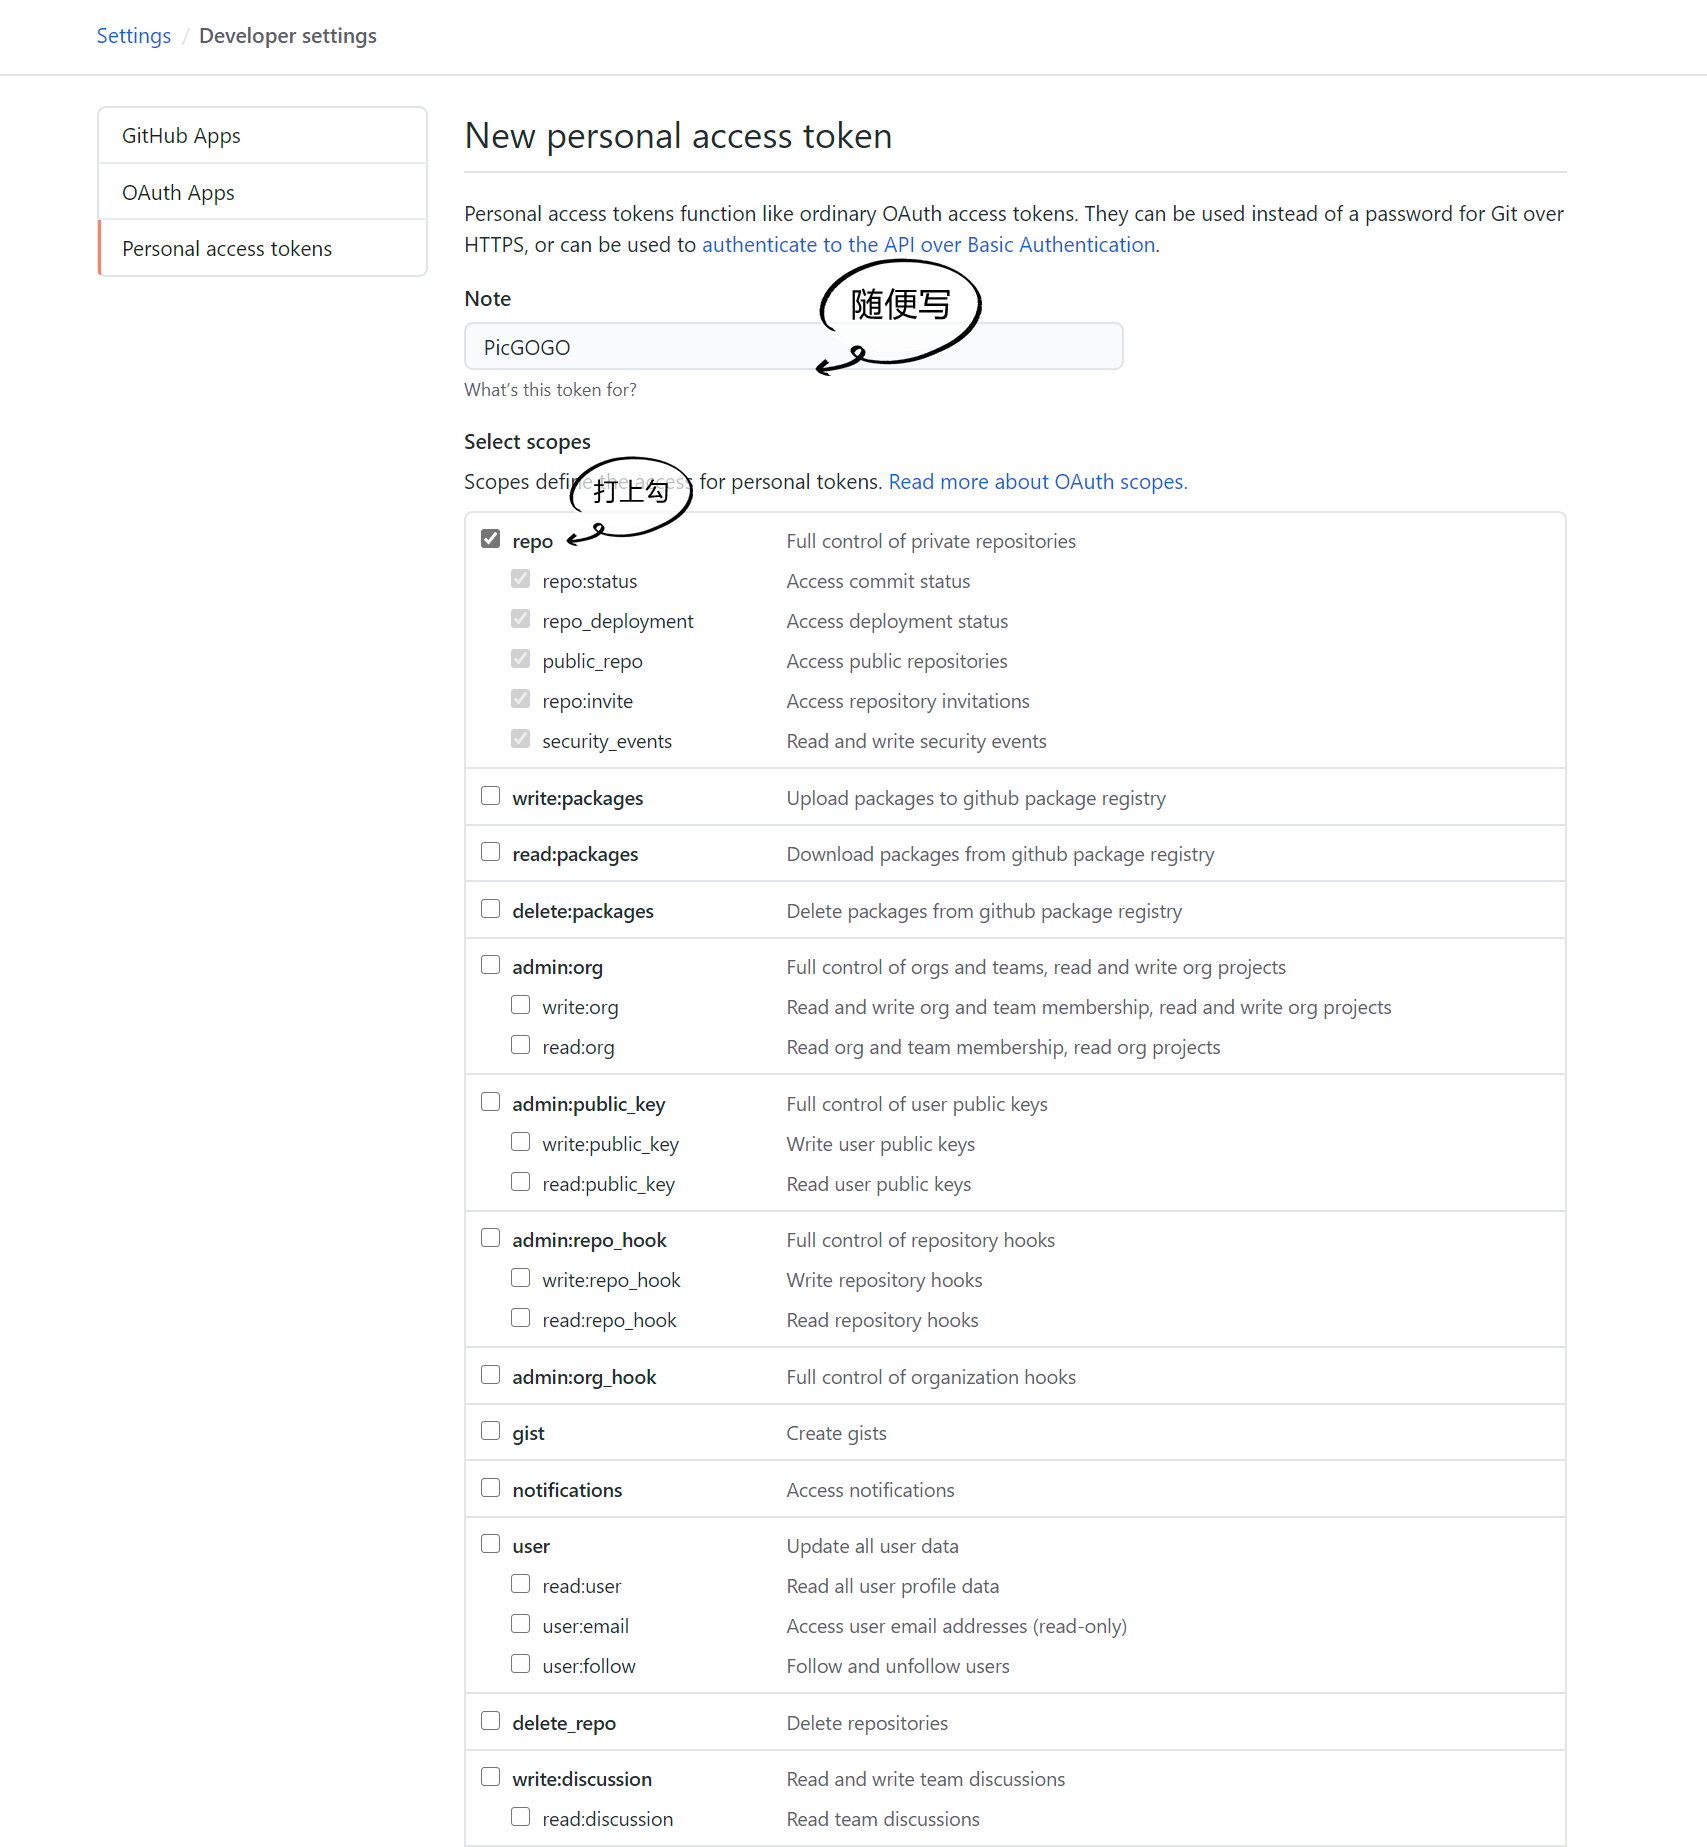 Settings / Developer settings
GitHub Apps
OAuth Apps
Personal access tokens
New personal access token
Personal access tokens function like ordinary OAuth access tokens. They can be used instead of a password for Git over
HTTPS, or can be used to authenticate to the API over Basic Authentication.
Note
随便写
PicGOGO
What's this token for?
Select scopes
Scopes define the access for personal tokens. Read more about OAuth scopes.
打上勾
repo Full control of private repositories
repo:status Access commit status
repo_deployment Access deployment status
public_repo Access public repositories
repo:invite Access repository invitations
security_events Read and write security events
write:packages Upload packages to github package registry
read:packages Download packages from github package registry
delete:packages Delete packages from github package registry
admin:org Full control of orgs and teams, read and write org projects
write:org Read and write org and team membership, read and write org projects
read:org Read org and team membership, read org projects
admin:public_key Full control of user public keys
write:public_key Write user public keys
read:public_key Read user public keys
admin:repo_hook Full control of repository hooks
write:repo_hook Write repository hooks
read:repo_hook Read repository hooks
admin:org_hook Full control of organization hooks
gist Create gists
notifications Access notifications
user Update all user data
read:user Read all user profile data
user:email Access user email addresses (read-only)
user:follow Follow and unfollow users
delete_repo Delete repositories
write:discussion Read and write team discussions
read:discussion Read team discussions